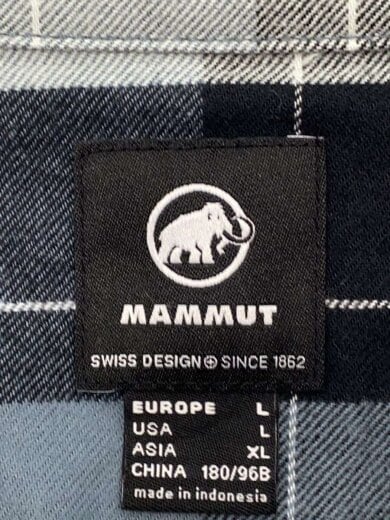 MAMMUT
SWISS DESIGN⊕SINCE 1862
EUROPE L
USA L
ASIA XL
CHINA 180/96B
made in indonesia